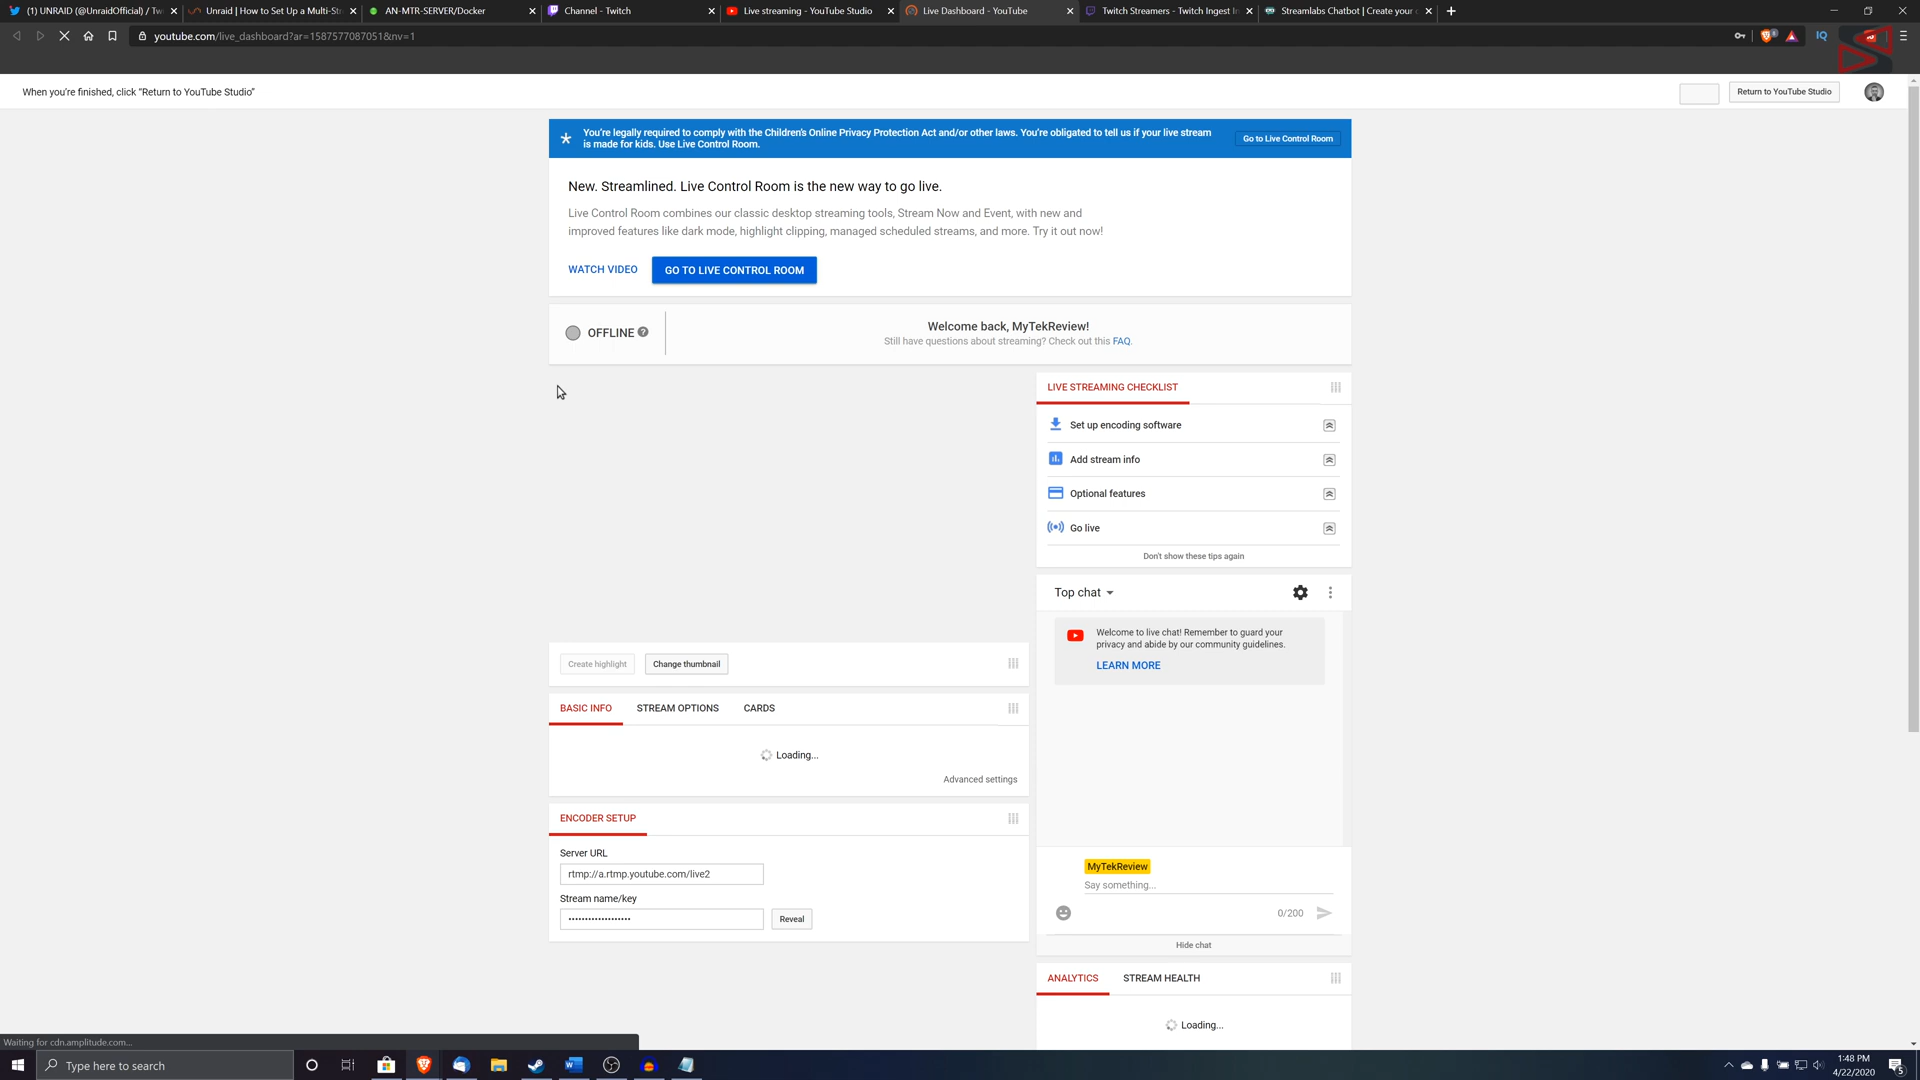 (1) UNRAID (@UnraidOfficial) / Tw
Unraid | How to Set Up a Multi-Str
AN-MTR-SERVER/Docker
Channel - Twitch
Live streaming - YouTube Studio
Live Dashboard - YouTube
Twitch Streamers - Twitch Ingest In
Streamlabs Chatbot | Create your c
youtube.com/live_dashboard?ar=1587577087051&nv=1
IQ
When you're finished, click "Return to YouTube Studio"
Return to YouTube Studio
You're legally required to comply with the Children's Online Privacy Protection Act and/or other laws. You're obligated to tell us if your live stream
is made for kids. Use Live Control Room.
Go to Live Control Room
New. Streamlined. Live Control Room is the new way to go live.
Live Control Room combines our classic desktop streaming tools, Stream Now and Event, with new and
improved features like dark mode, highlight clipping, managed scheduled streams, and more. Try it out now!
WATCH VIDEO
GO TO LIVE CONTROL ROOM
OFFLINE ?
Welcome back, MyTekReview!
Still have questions about streaming? Check out this FAQ.
LIVE STREAMING CHECKLIST
Set up encoding software
Add stream info
Optional features
Go live
Don't show these tips again
Top chat
Welcome to live chat! Remember to guard your
privacy and abide by our community guidelines.
LEARN MORE
Create highlight
Change thumbnail
BASIC INFO
STREAM OPTIONS
CARDS
Loading...
Advanced settings
ENCODER SETUP
Server URL
rtmp://a.rtmp.youtube.com/live2
Stream name/key
•••••••••••••••••••
Reveal
MyTekReview
Say something...
0/200
Hide chat
ANALYTICS
STREAM HEALTH
Loading...
Waiting for cdn.amplitude.com...
Type here to search
1:48 PM
4/22/2020
5